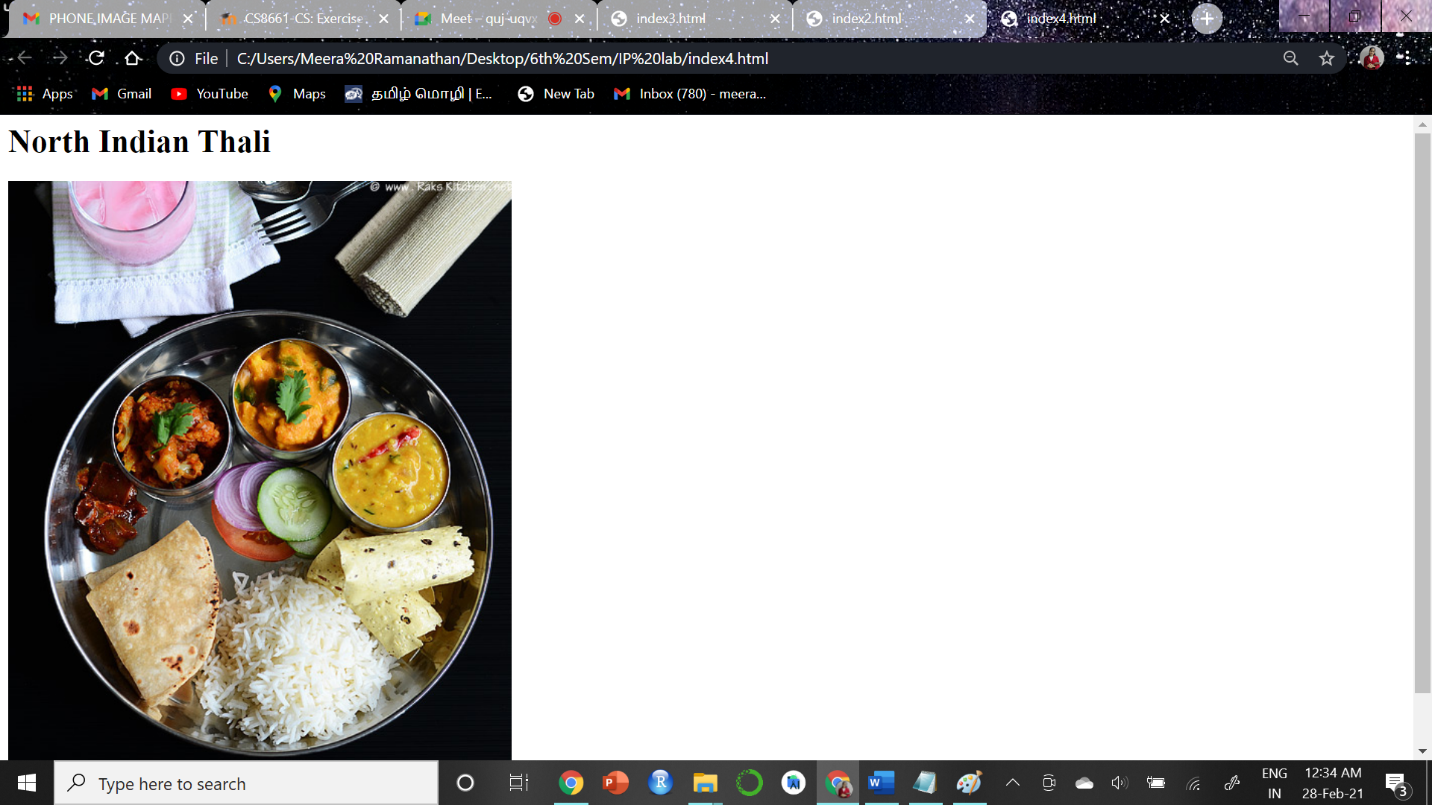 PHONE,IMAGE MAP
CS8661-CS: Exercise
Meet – quj-uqvx
index3.html
index2.html
index4.html
File
C:/Users/Meera%20Ramanathan/Desktop/6th%20Sem/IP%20lab/index4.html
Apps
Gmail
YouTube
Maps
தமிழ் மொழி | E...
New Tab
Inbox (780) - meera...
North Indian Thali
@ www. Raks Kitchen.net
Type here to search
ENG
IN
12:34 AM
28-Feb-21
3